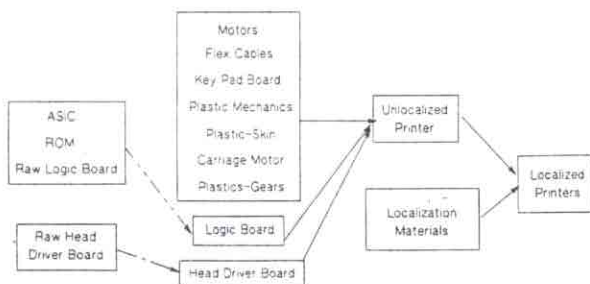 Motors
Flex Cables
Key Pad Board
Plastic Mechanics
Plastic-Skin
Carriage Motor
Plastics-Gears
ASIC
ROM
Raw Logic Board
Unlocalized
Printer
Localized
Printers
Localization
Materials
Logic Board
Raw Head
Driver Board
Head Driver Board